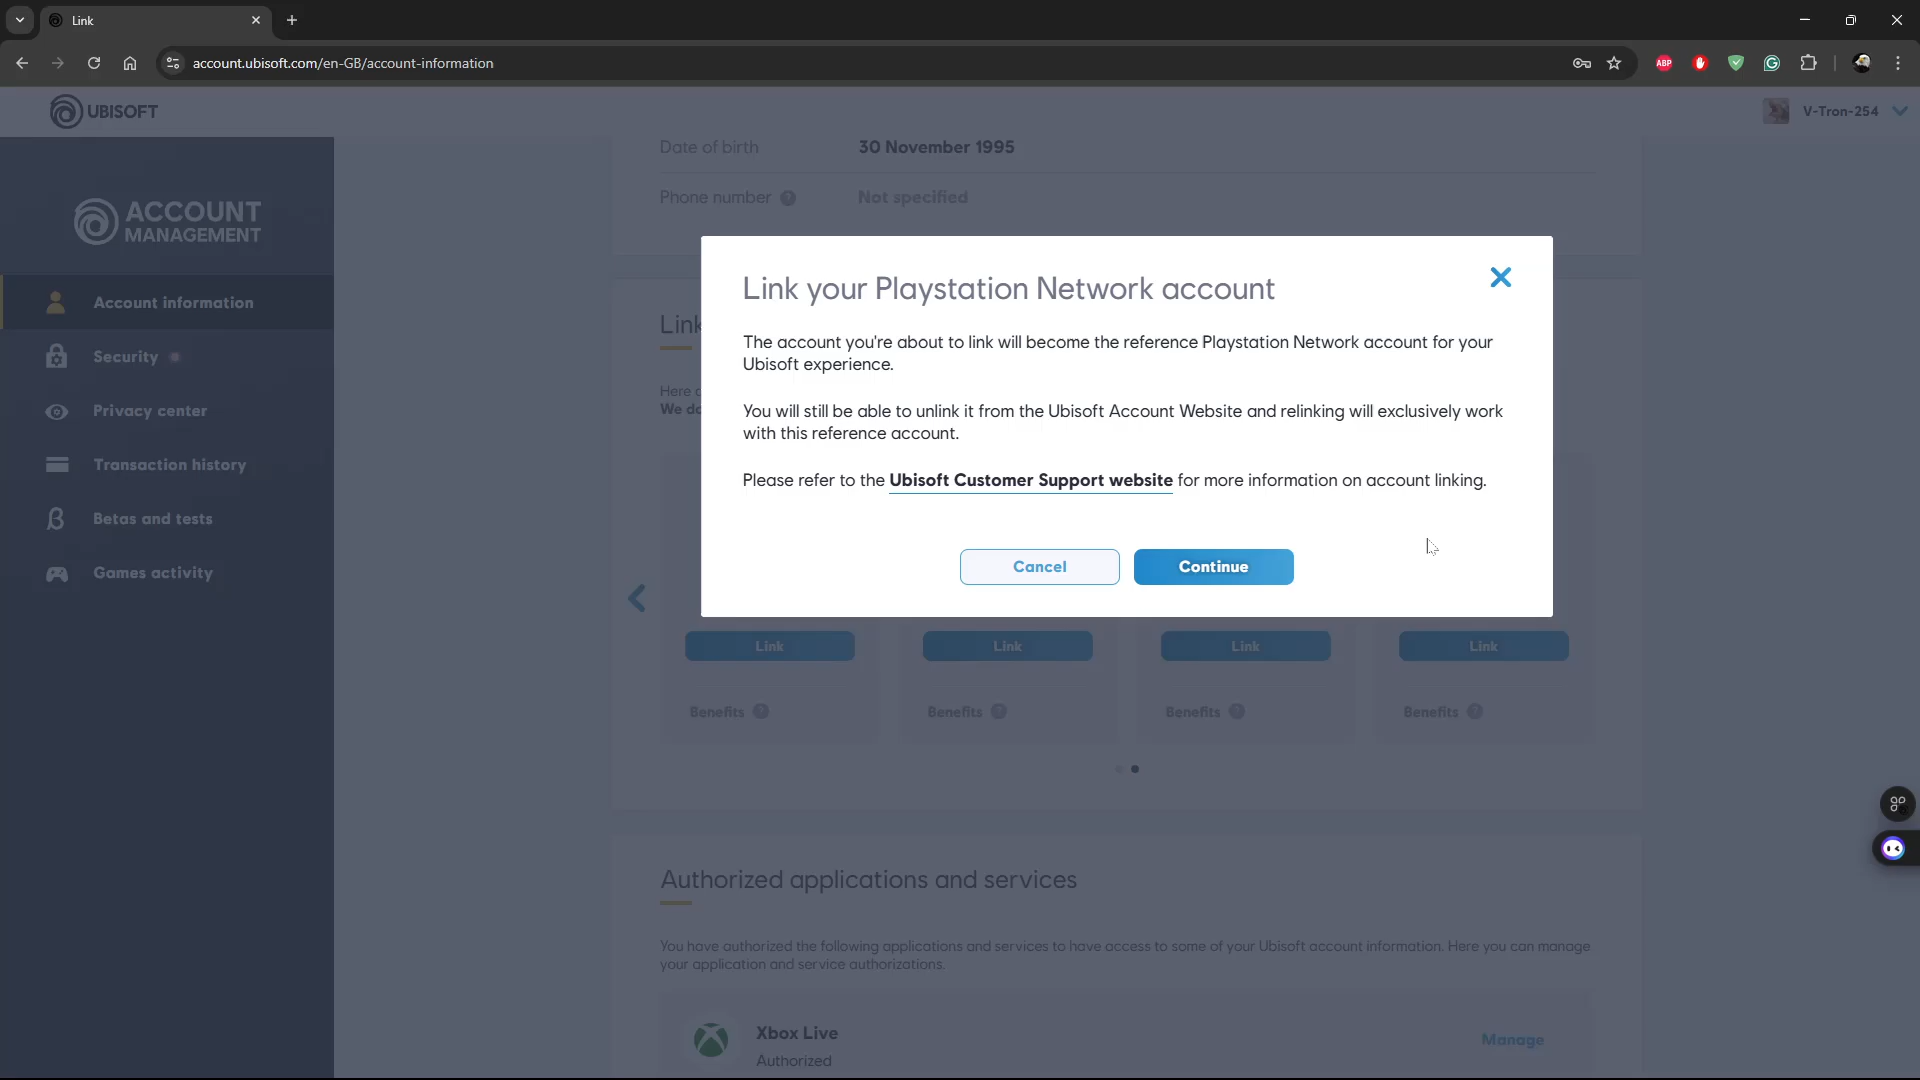 Link
account.ubisoft.com/en-GB/account-information
ABP
UBISOFT
V-Tron-254
ACCOUNT
MANAGEMENT
Account information
Security
Privacy center
Transaction history
Betas and tests
Games activity
Date of birth
30 November 1995
Phone number ?
Not specified
Link
Here
We do
Link your Playstation Network account
The account you're about to link will become the reference Playstation Network account for your
Ubisoft experience.
You will still be able to unlink it from the Ubisoft Account Website and relinking will exclusively work
with this reference account.
Please refer to the Ubisoft Customer Support website for more information on account linking.
Cancel
Continue
Link
Link
Link
Link
Benefits ?
Benefits ?
Benefits ?
Benefits ?
Authorized applications and services
You have authorized the following applications and services to have access to some of your Ubisoft account information. Here you can manage
your application and service authorizations.
Xbox Live
Authorized
Manage